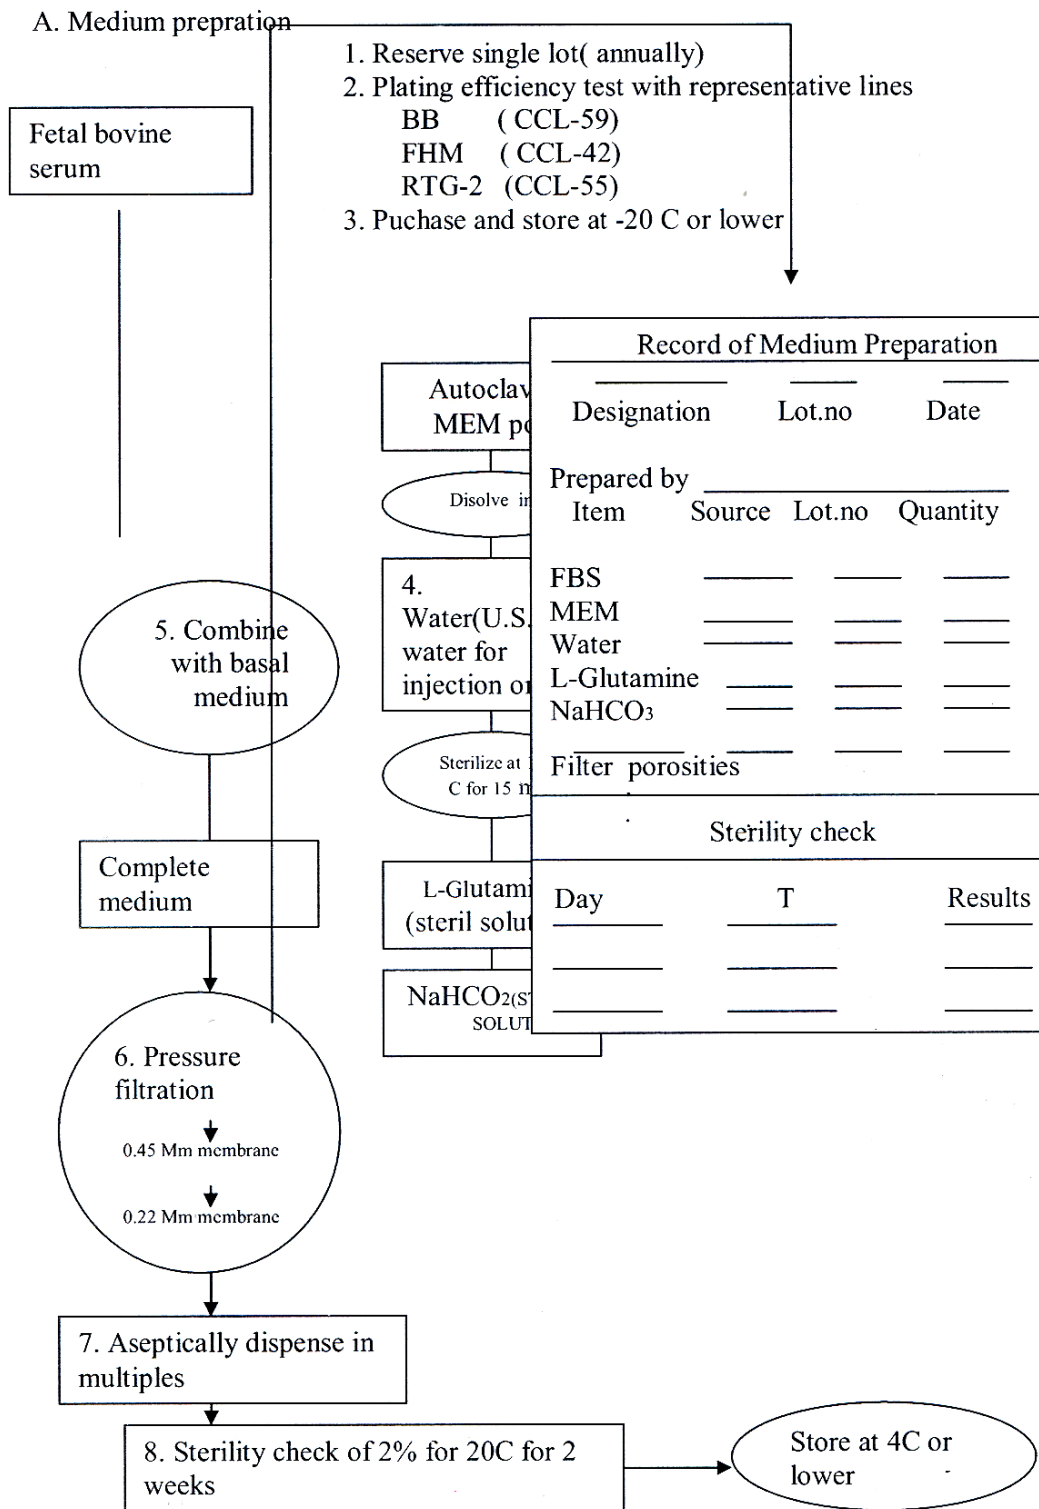 A. Medium prepration
1. Reserve single lot( annually)
2. Plating efficiency test with representative lines
BB ( CCL-59)
FHM ( CCL-42)
RTG-2 (CCL-55)
3. Puchase and store at -20 C or lower
Fetal bovine
serum
Autoclav
MEM po
Disolve in
4.
Water(U.S.
water for
injection or
Sterilize at
C for 15 m
L-Glutami
(steril solut
NaHCO2(S
SOLUT
Record of Medium Preparation
Designation Lot.no Date
Prepared by
Item Source Lot.no Quantity
FBS
MEM
Water
L-Glutamine
NaHCO3
Filter porosities
Sterility check
Day T Results
5. Combine
with basal
medium
Complete
medium
6. Pressure
filtration
0.45 Mm membrane
0.22 Mm membrane
7. Aseptically dispense in
multiples
8. Sterility check of 2% for 20C for 2
weeks
Store at 4C or
lower